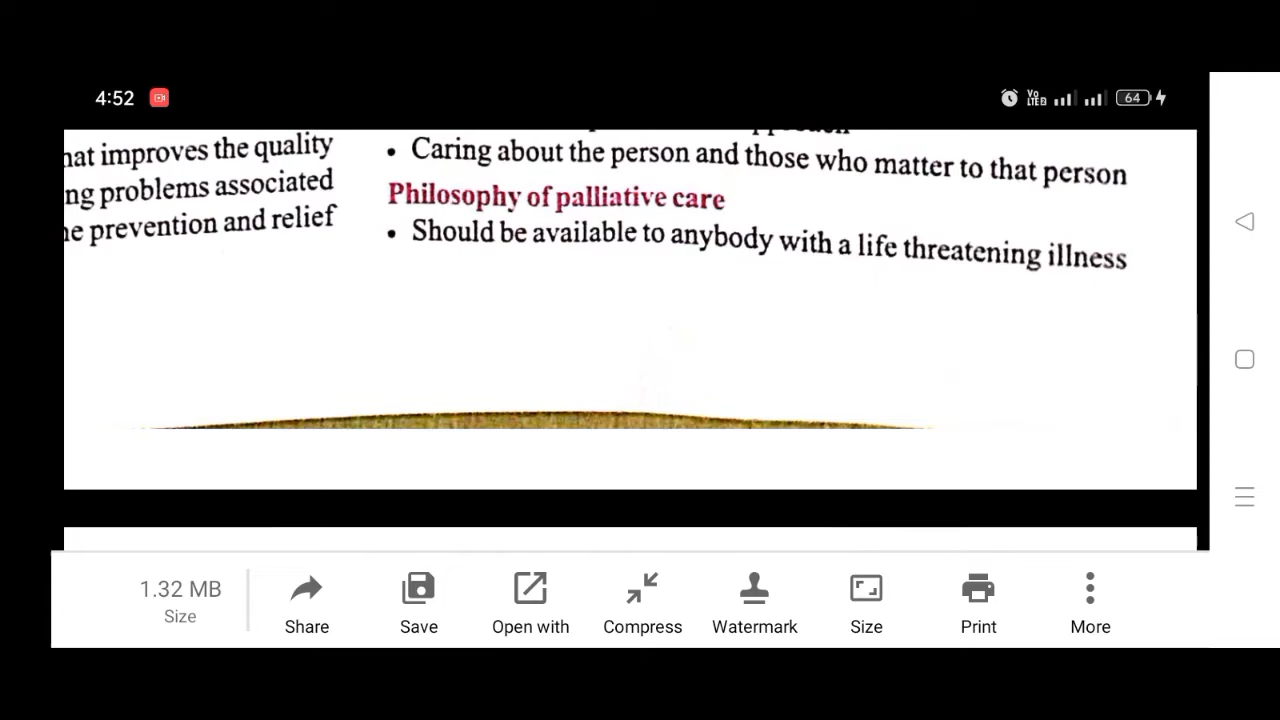 4:52
Vo
LTE2
64
hat improves the quality
ng problems associated
e prevention and relief
• Caring about the person and those who matter to that person
Philosophy of palliative care
• Should be available to anybody with a life threatening illness
1.32 MB
Size
Share
Save
Open with
Compress
Watermark
Size
Print
More